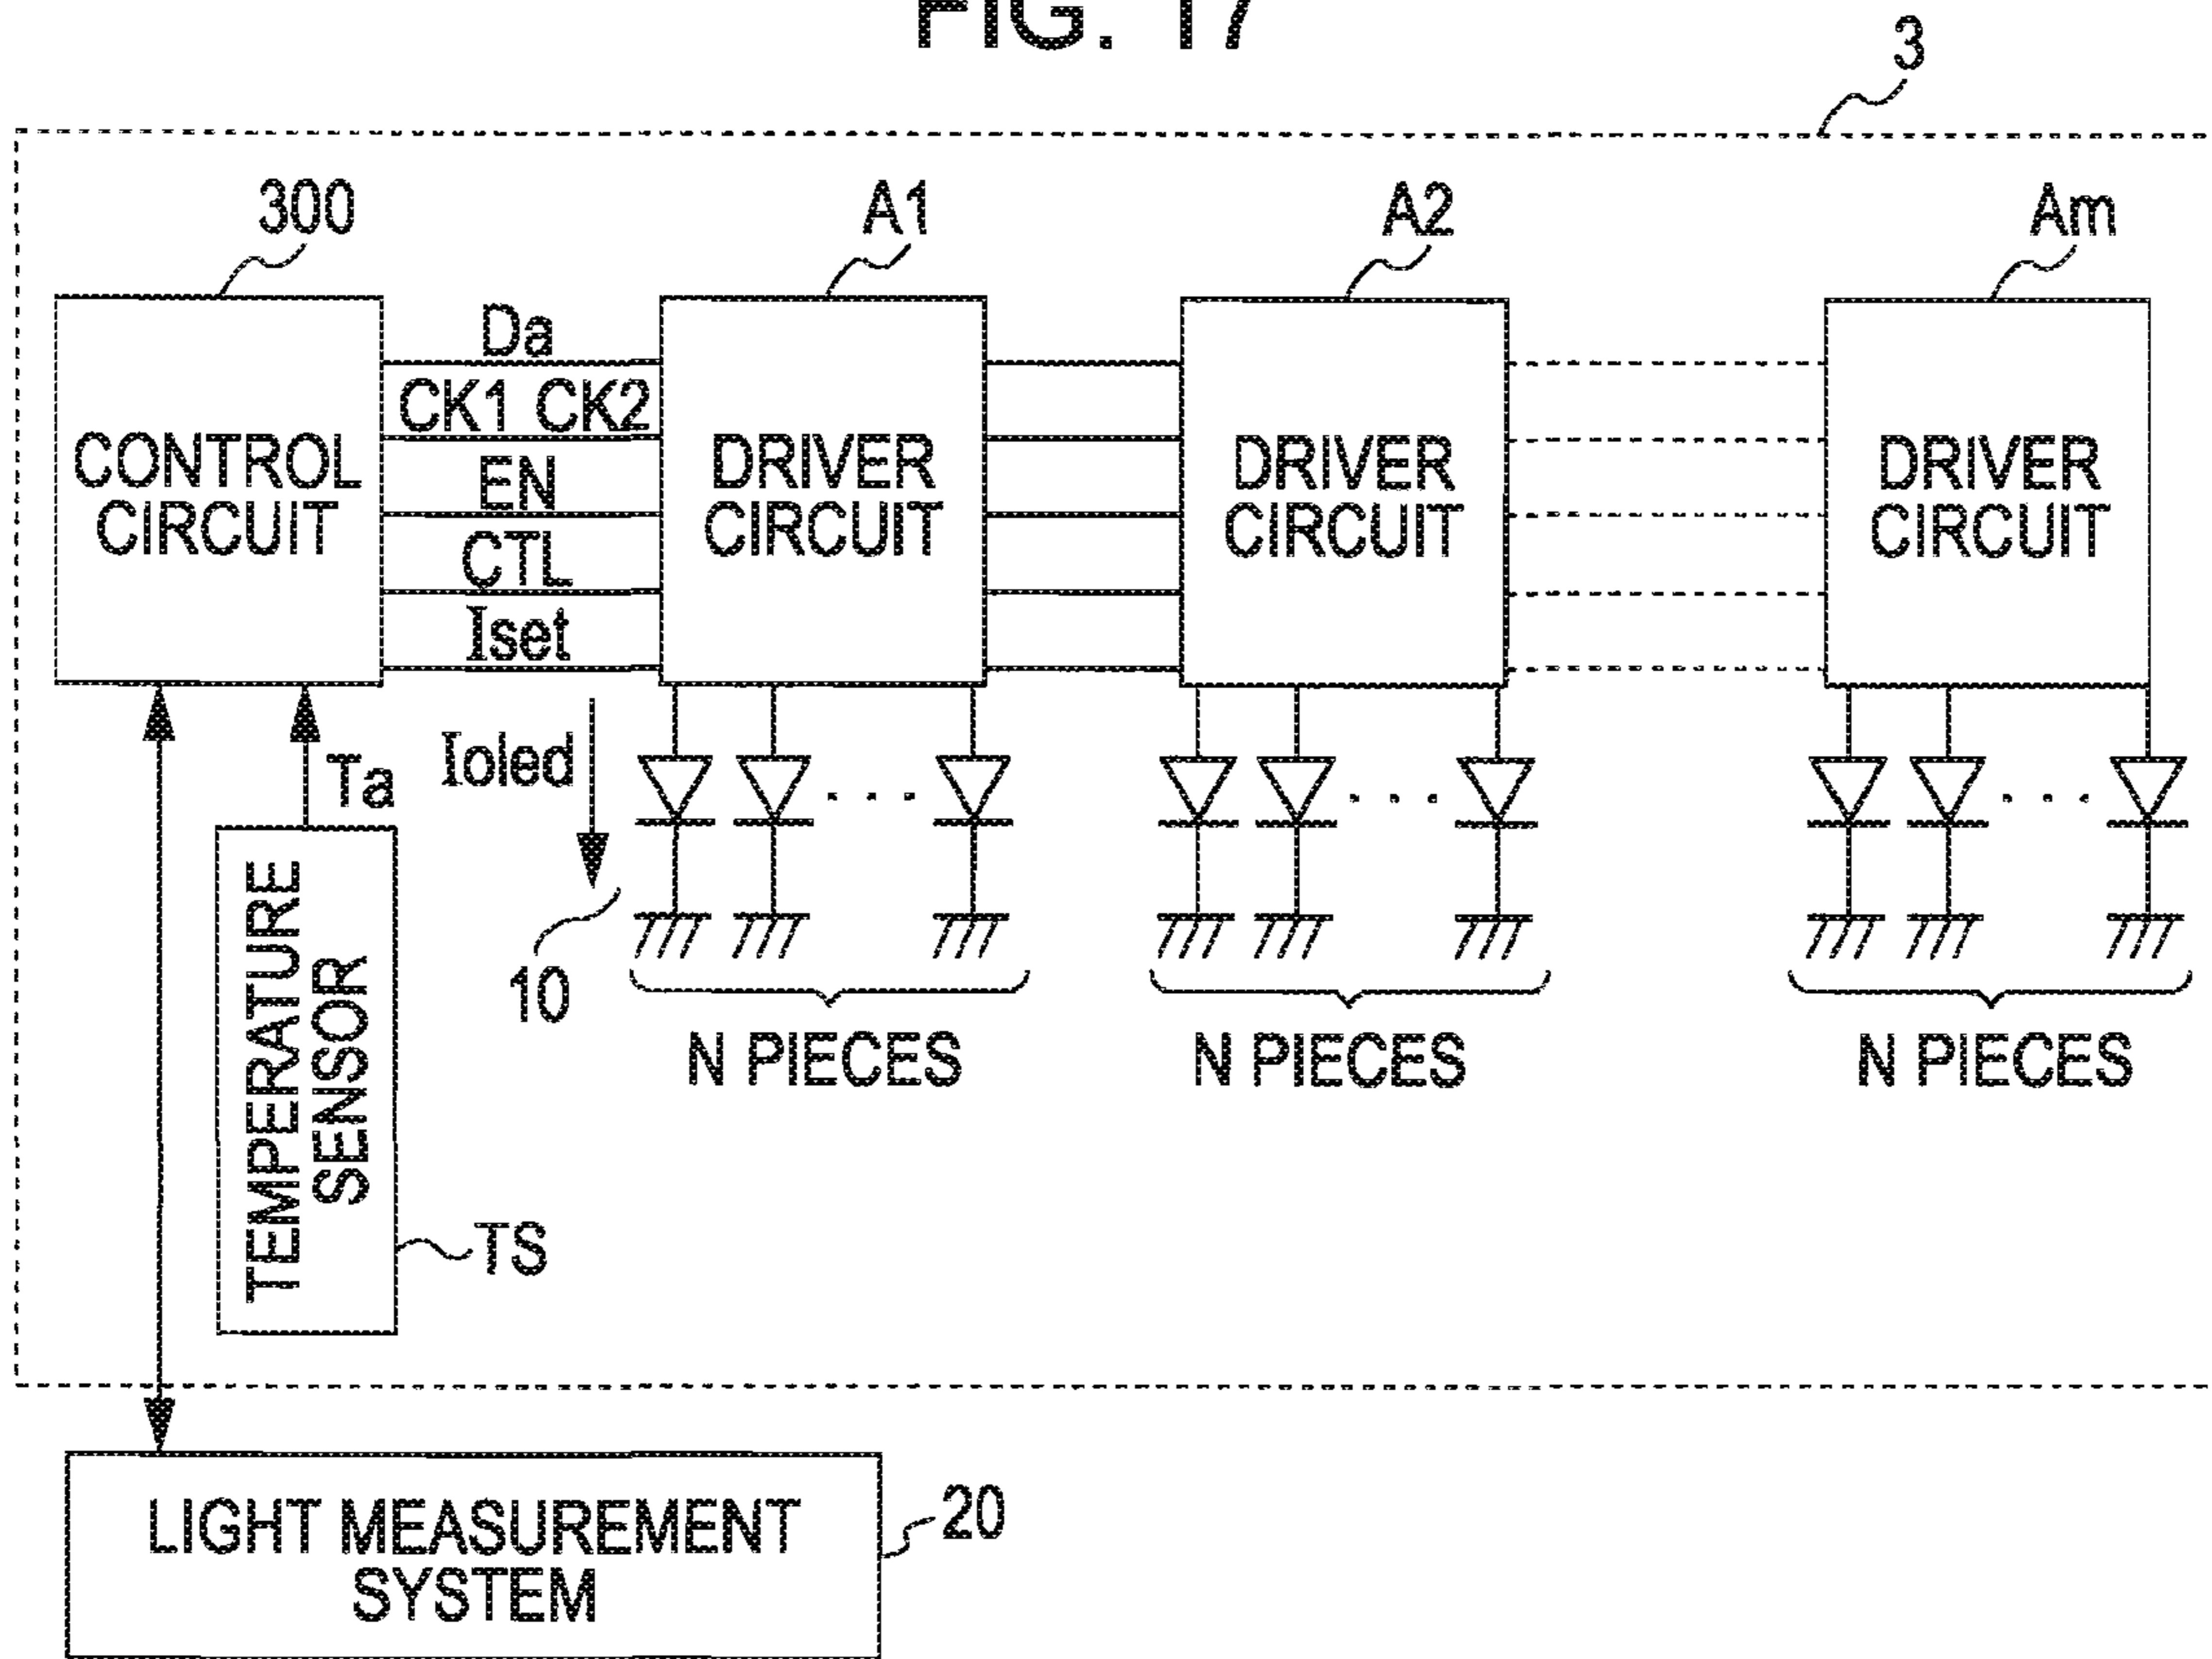 FIG. 17
3
300
A1
A2
Am
CONTROL
CIRCUIT
Da
CK1 CK2
EN
CTL
Iset
DRIVER
CIRCUIT
DRIVER
CIRCUIT
DRIVER
CIRCUIT
Ta
Ioled
10
TEMPERATURE
SENSOR
TS
N PIECES
N PIECES
N PIECES
LIGHT MEASUREMENT
SYSTEM
20